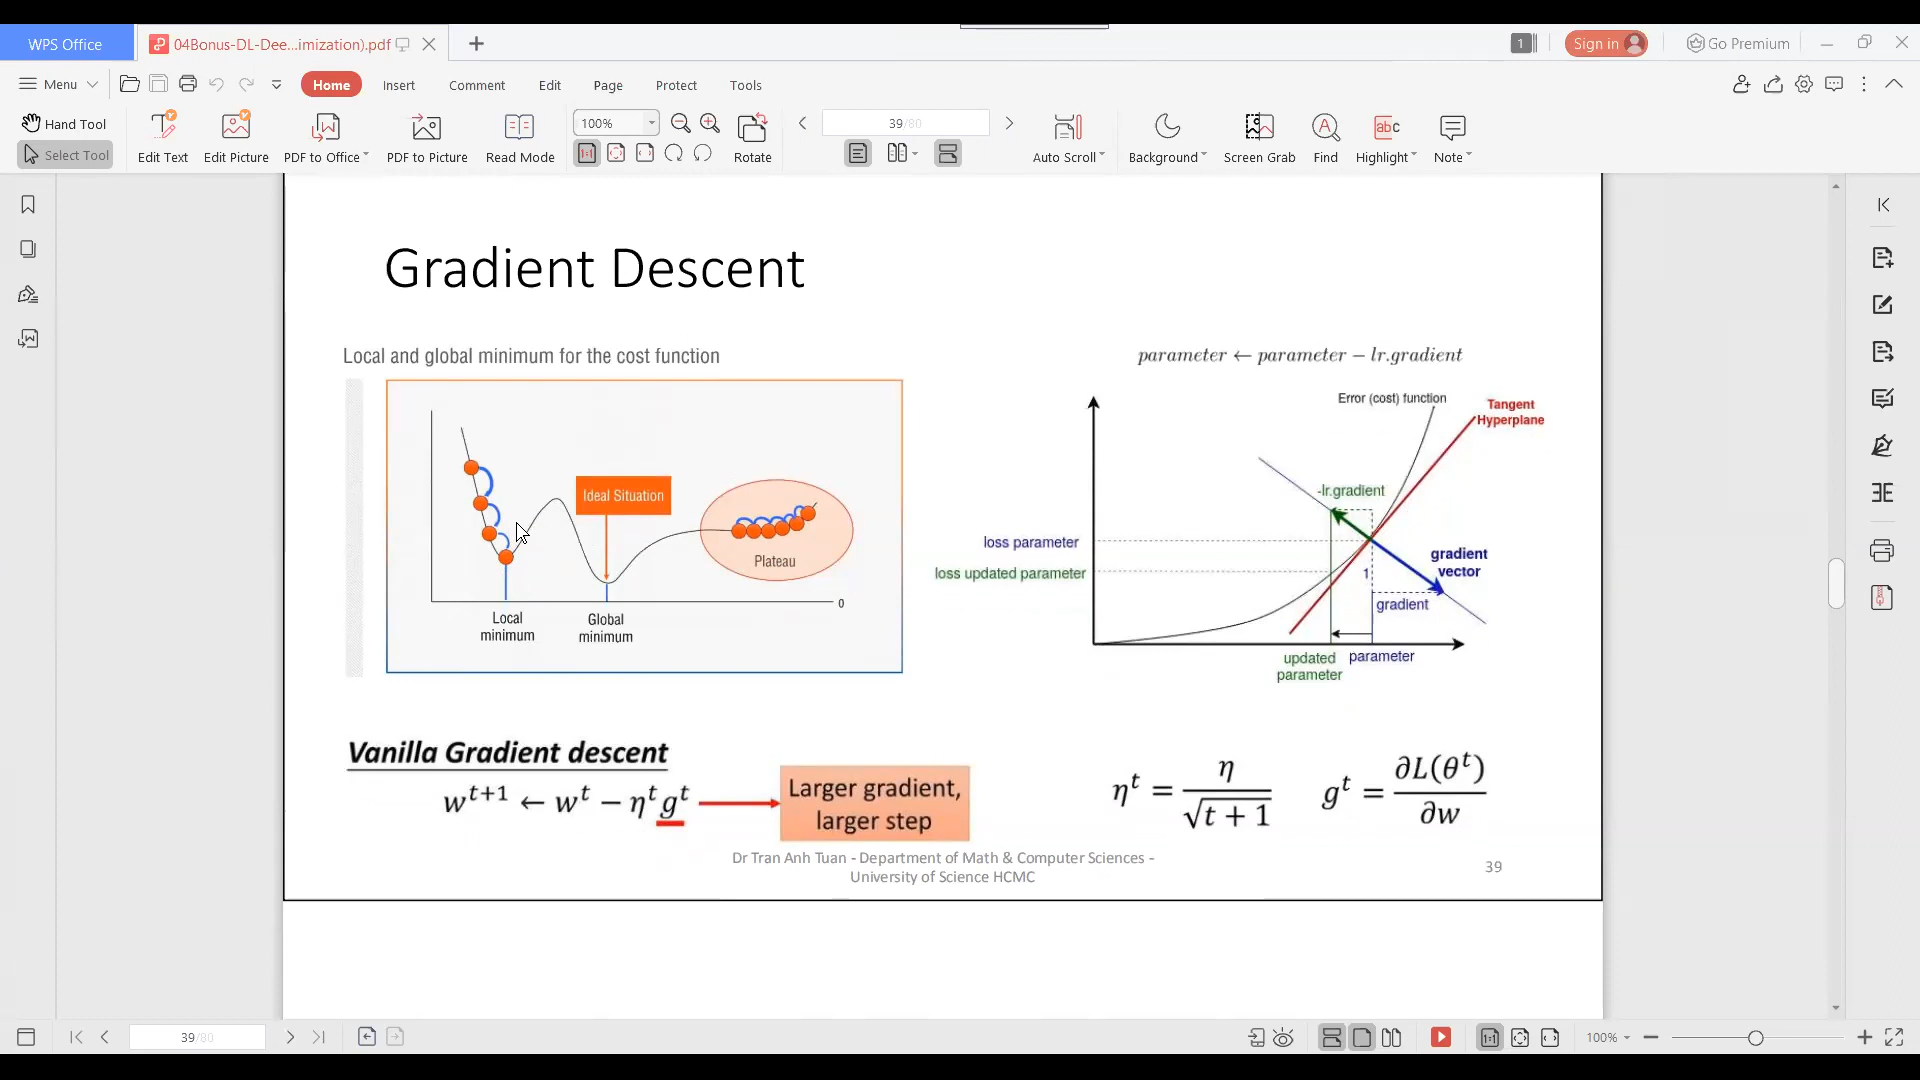 WPS Office
04Bonus-DL-Dee...imization).pdf
1
Sign in
Go Premium
Menu
Home
Insert
Comment
Edit
Page
Protect
Tools
Hand Tool
Select Tool
Edit Text
Edit Picture
PDF to Office
PDF to Picture
Read Mode
100%
Rotate
39/80
Auto Scroll
Background
Screen Grab
Find
Highlight
Note
Gradient Descent
Local and global minimum for the cost function
Ideal Situation
Plateau
0
Local
minimum
Global
minimum
parameter ← parameter − lr.gradient
Error (cost) function
Tangent
Hyperplane
-lr.gradient
loss parameter
loss updated parameter
gradient
vector
1
gradient
updated
parameter
parameter
Vanilla Gradient descent
w^{t+1} ← w^t − η^t g^t
Larger gradient,
larger step
η^t = η / √(t + 1)
g^t = ∂L(θ^t) / ∂w
Dr Tran Anh Tuan - Department of Math & Computer Sciences -
University of Science HCMC
39
39/80
100%